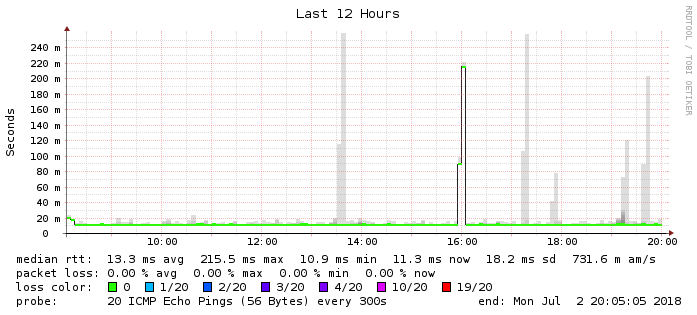 Last 12 Hours
RRDTOOL / TOBI OETIKER
Seconds
240 m
220 m
200 m
180 m
160 m
140 m
120 m
100 m
80 m
60 m
40 m
20 m
0
10:00 12:00 14:00 16:00 18:00 20:00
median rtt: 13.3 ms avg 215.5 ms max 10.9 ms min 11.3 ms now 18.2 ms sd 731.6 m am/s
packet loss: 0.00 % avg 0.00 % max 0.00 % min 0.00 % now
loss color: 0 1/20 2/20 3/20 4/20 10/20 19/20
probe: 20 ICMP Echo Pings (56 Bytes) every 300s end: Mon Jul 2 20:05:05 2018